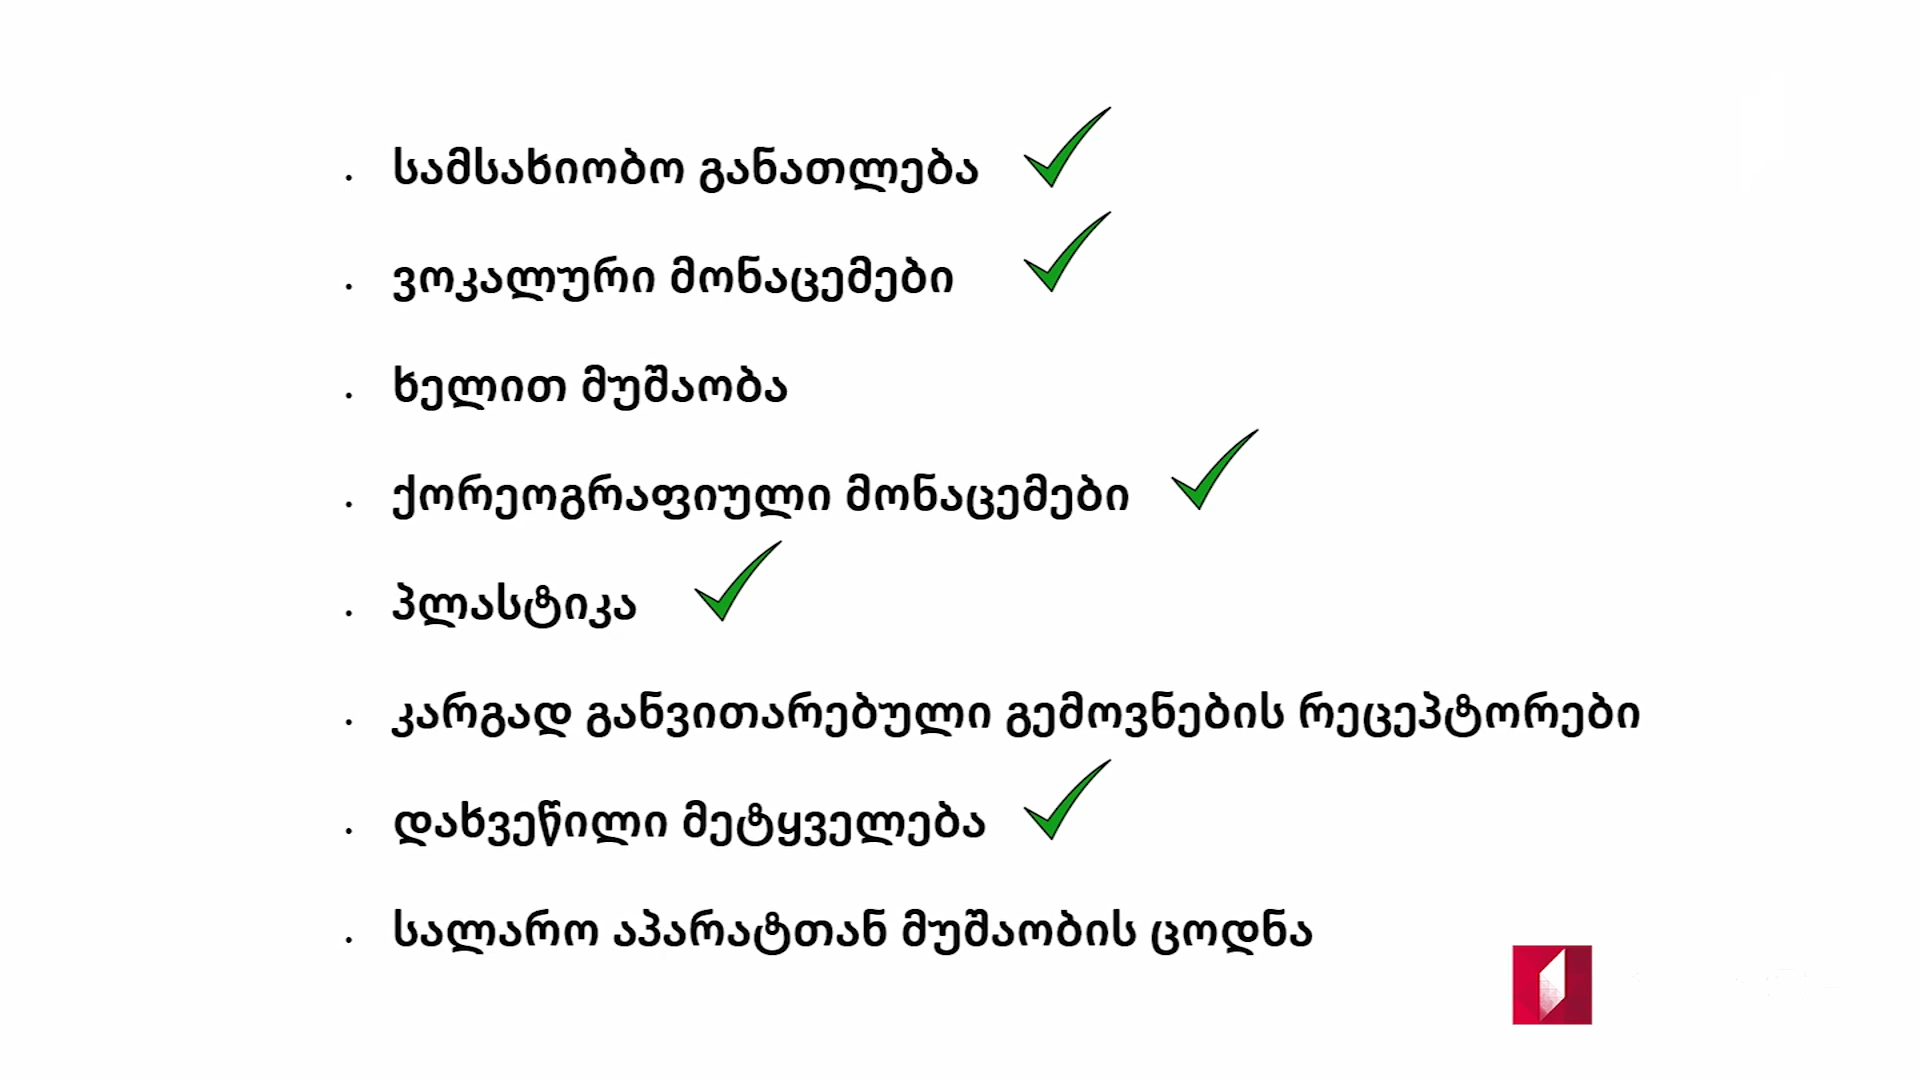 . სამსახიობო განათლება
. ვოკალური მონაცემები
. ხელით მუშაობა
. ქორეოგრაფიული მონაცემები
. პლასტიკა
. კარგად განვითარებული გემოვნების რეცეპტორები
. დახვეწილი მეტყველება
. სალარო აპარატთან მუშაობის ცოდნა